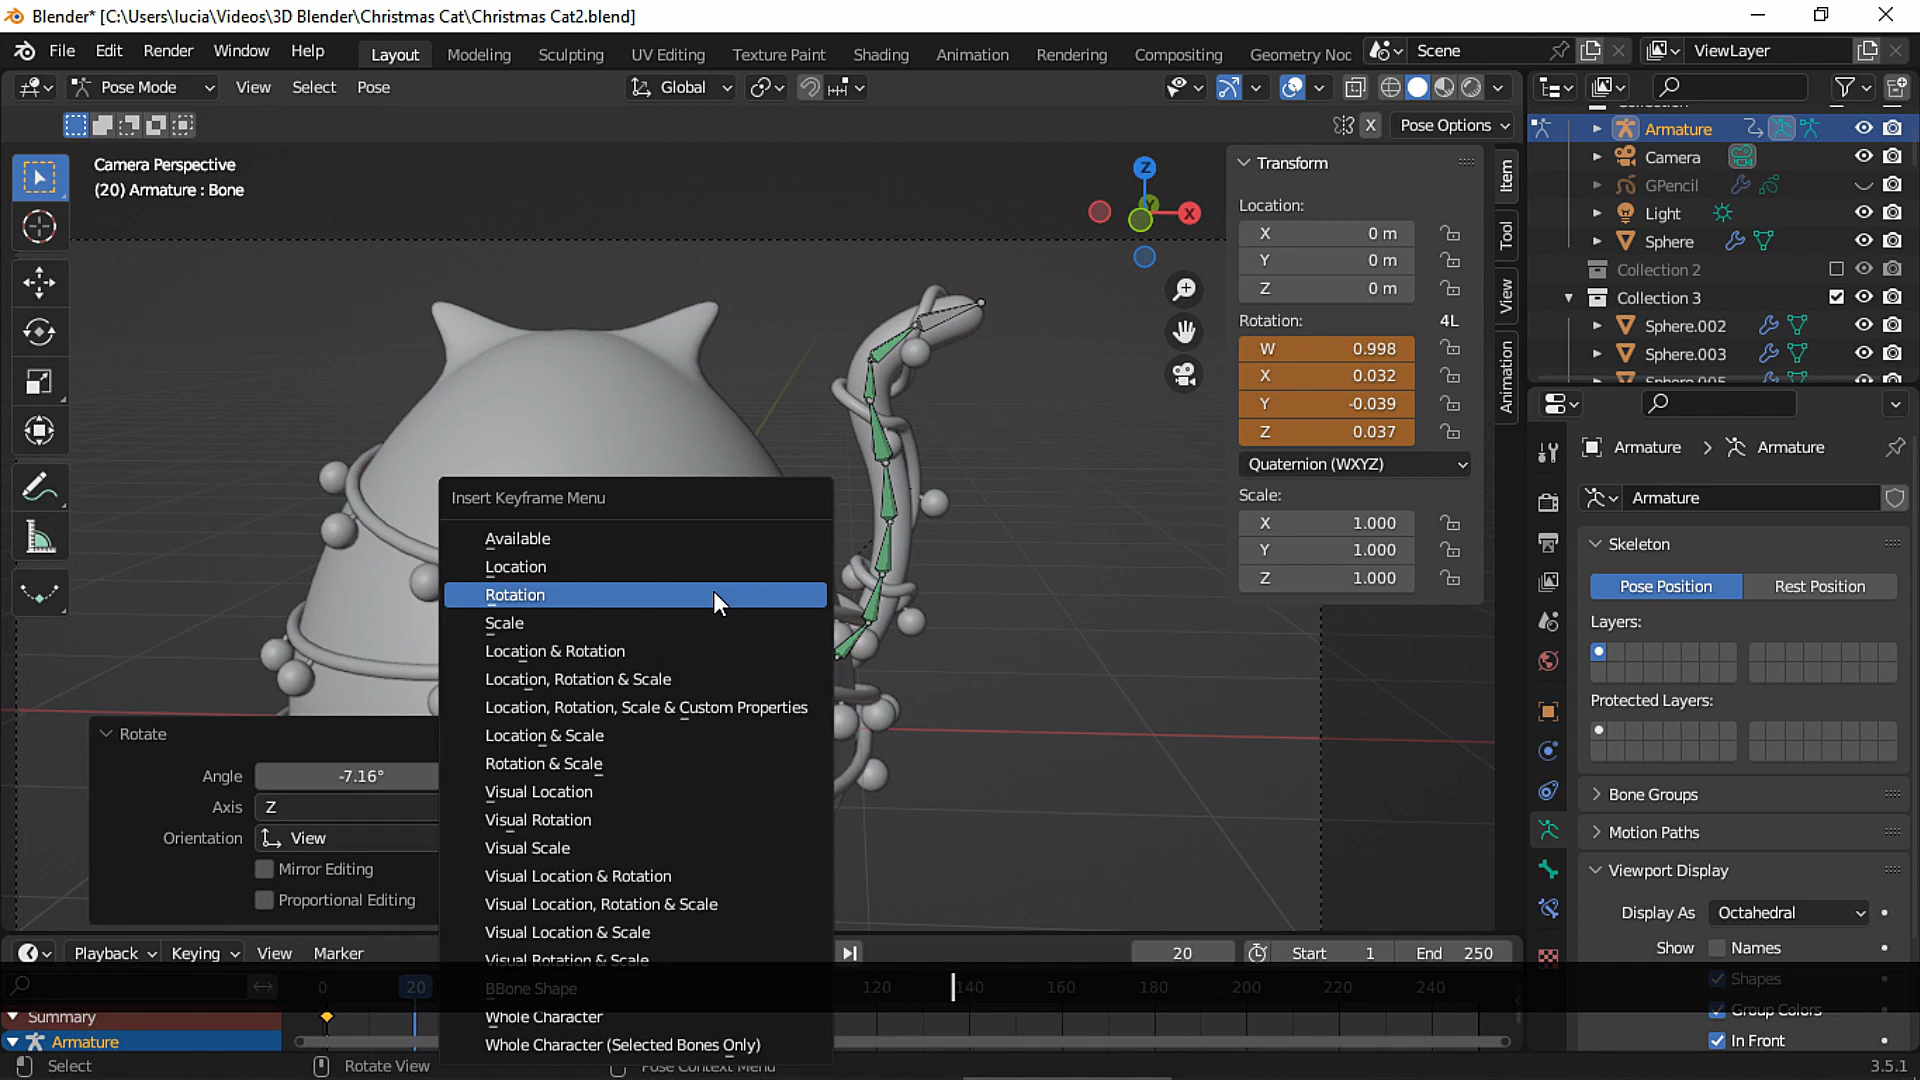 Blender* [C:\Users\lucia\Videos\3D Blender\Christmas Cat\Christmas Cat2.blend]
File Edit Render Window Help
Layout Modeling Sculpting UV Editing Texture Paint Shading Animation Rendering Compositing Geometry Noc
Scene
ViewLayer
Pose Mode View Select Pose
Global
X
Pose Options
Camera Perspective
(20) Armature : Bone
Z
Y
X
Transform
Location:
X 0 m
Y 0 m
Z 0 m
Rotation: 4L
W 0.998
X 0.032
Y -0.039
Z 0.037
Quaternion (WXYZ)
Scale:
X 1.000
Y 1.000
Z 1.000
Item
Tool
View
Animation
Collection
Armature
Camera
GPencil
Light
Sphere
Collection 2
Collection 3
Sphere.002
Sphere.003
Sphere.005
Armature > Armature
Armature
Skeleton
Pose Position Rest Position
Layers:
Protected Layers:
Bone Groups
Motion Paths
Viewport Display
Display As Octahedral
Show Names
Shapes
Group Colors
In Front
Insert Keyframe Menu
Available
Location
Rotation
Scale
Location & Rotation
Location, Rotation & Scale
Location, Rotation, Scale & Custom Properties
Location & Scale
Rotation & Scale
Visual Location
Visual Rotation
Visual Scale
Visual Location & Rotation
Visual Location, Rotation & Scale
Visual Location & Scale
Visual Rotation & Scale
BBone Shape
Whole Character
Whole Character (Selected Bones Only)
Rotate
Angle -7.16°
Axis Z
Orientation View
Mirror Editing
Proportional Editing
Playback Keying View Marker
20 Start 1 End 250
0 20 120 140 160 180 200 220 240
Summary
Armature
Select Rotate View Pose Context Menu 3.5.1